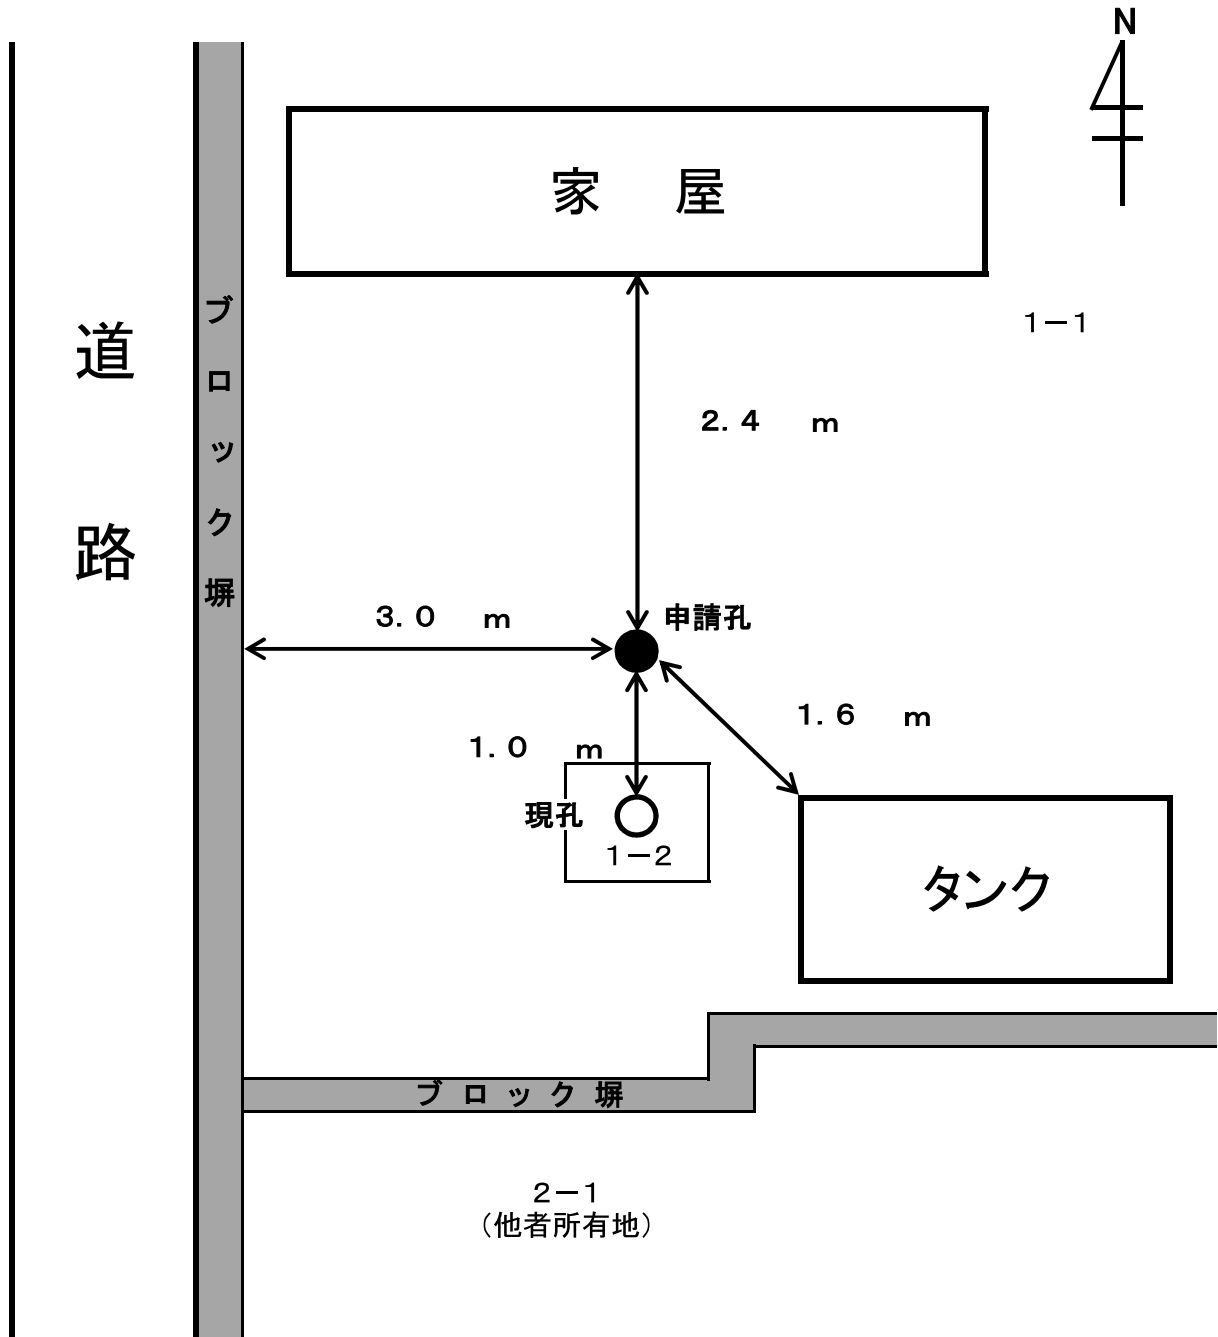 N
家　屋
1－1
道路
ブロック塀
2．4　m
3．0　m
申請孔
1．6　m
1．0　m
現孔
1－2
タンク
ブロック塀
2－1
（他者所有地）